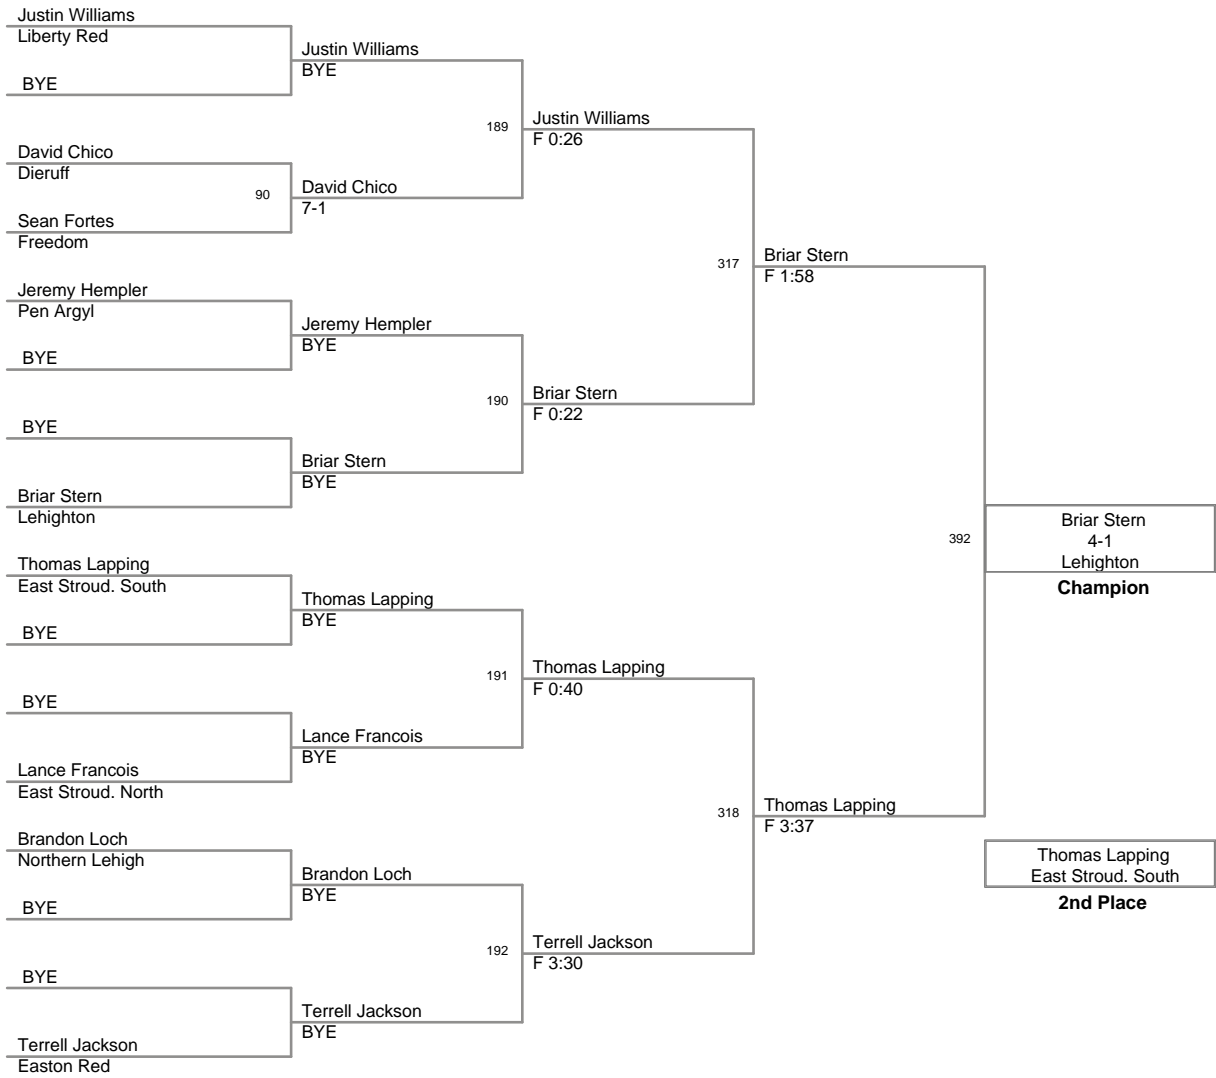 Justin Williams
Liberty Red
BYE
David Chico
Dieruff
Sean Fortes
Freedom
Jeremy Hempler
Pen Argyl
BYE
BYE
Briar Stern
Lehighton
Thomas Lapping
East Stroud. South
BYE
BYE
Lance Francois
East Stroud. North
Brandon Loch
Northern Lehigh
BYE
BYE
Terrell Jackson
Easton Red
Justin Williams
BYE
90
David Chico
7-1
Jeremy Hempler
BYE
Briar Stern
BYE
Thomas Lapping
BYE
Lance Francois
BYE
Brandon Loch
BYE
Terrell Jackson
BYE
189
Justin Williams
F 0:26
190
Briar Stern
F 0:22
191
Thomas Lapping
F 0:40
192
Terrell Jackson
F 3:30
317
Briar Stern
F 1:58
318
Thomas Lapping
F 3:37
392
Briar Stern
4-1
Lehighton
Champion
Thomas Lapping
East Stroud. South
2nd Place